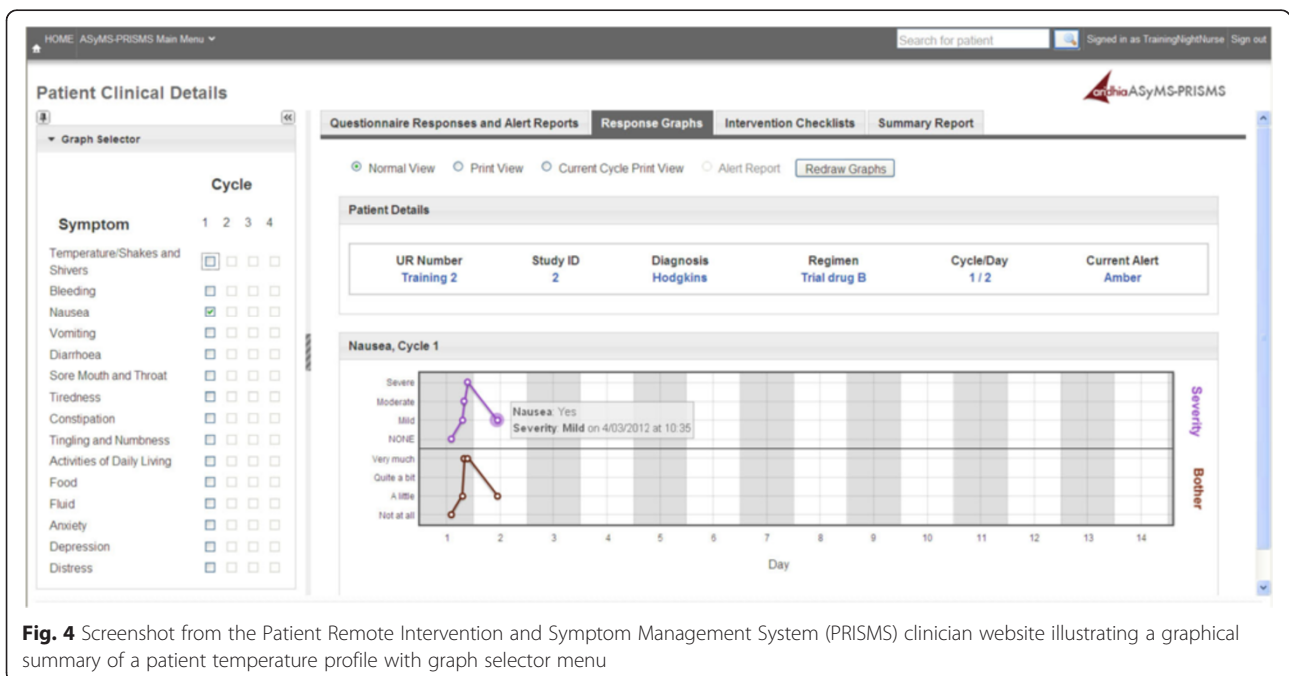 HOME ASyMS-PRISMS Main Menu
Search for patient
Signed in as TrainingNightNurse Sign out
Patient Clinical Details
aridhia ASyMS-PRISMS
Graph Selector
Cycle
Symptom 1 2 3 4
Temperature/Shakes and
Shivers
Bleeding
Nausea
Vomiting
Diarrhoea
Sore Mouth and Throat
Tiredness
Constipation
Tingling and Numbness
Activities of Daily Living
Food
Fluid
Anxiety
Depression
Distress
Questionnaire Responses and Alert Reports Response Graphs Intervention Checklists Summary Report
Normal View Print View Current Cycle Print View Alert Report Redraw Graphs
Patient Details
UR Number Study ID Diagnosis Regimen Cycle/Day Current Alert
Training 2 2 Hodgkins Trial drug B 1 / 2 Amber
Nausea, Cycle 1
Severe
Moderate
Mild
NONE
Very much
Quite a bit
A little
Not at all
Nausea: Yes
Severity: Mild on 4/03/2012 at 10:35
Severity
Bother
1 2 3 4 5 6 7 8 9 10 11 12 13 14
Day
Fig. 4 Screenshot from the Patient Remote Intervention and Symptom Management System (PRISMS) clinician website illustrating a graphical
summary of a patient temperature profile with graph selector menu